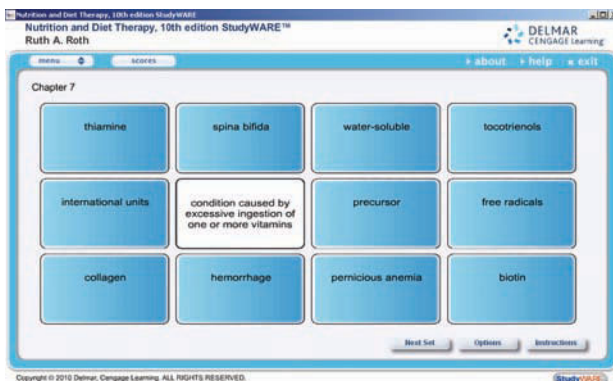 Nutrition and Diet Therapy, 10th edition StudyWARE
Nutrition and Diet Therapy, 10th edition StudyWARE™
Ruth A. Roth
DELMAR
CENGAGE Learning
menu
scores
about
help
exit
Chapter 7
thiamine
spina bifida
water-soluble
tocotrienols
international units
condition caused by
excessive ingestion of
one or more vitamins
precursor
free radicals
collagen
hemorrhage
pernicious anemia
biotin
Next Set
Options
Instructions
Copyright © 2010 Delmar, Cengage Learning. ALL RIGHTS RESERVED.
StudyWARE